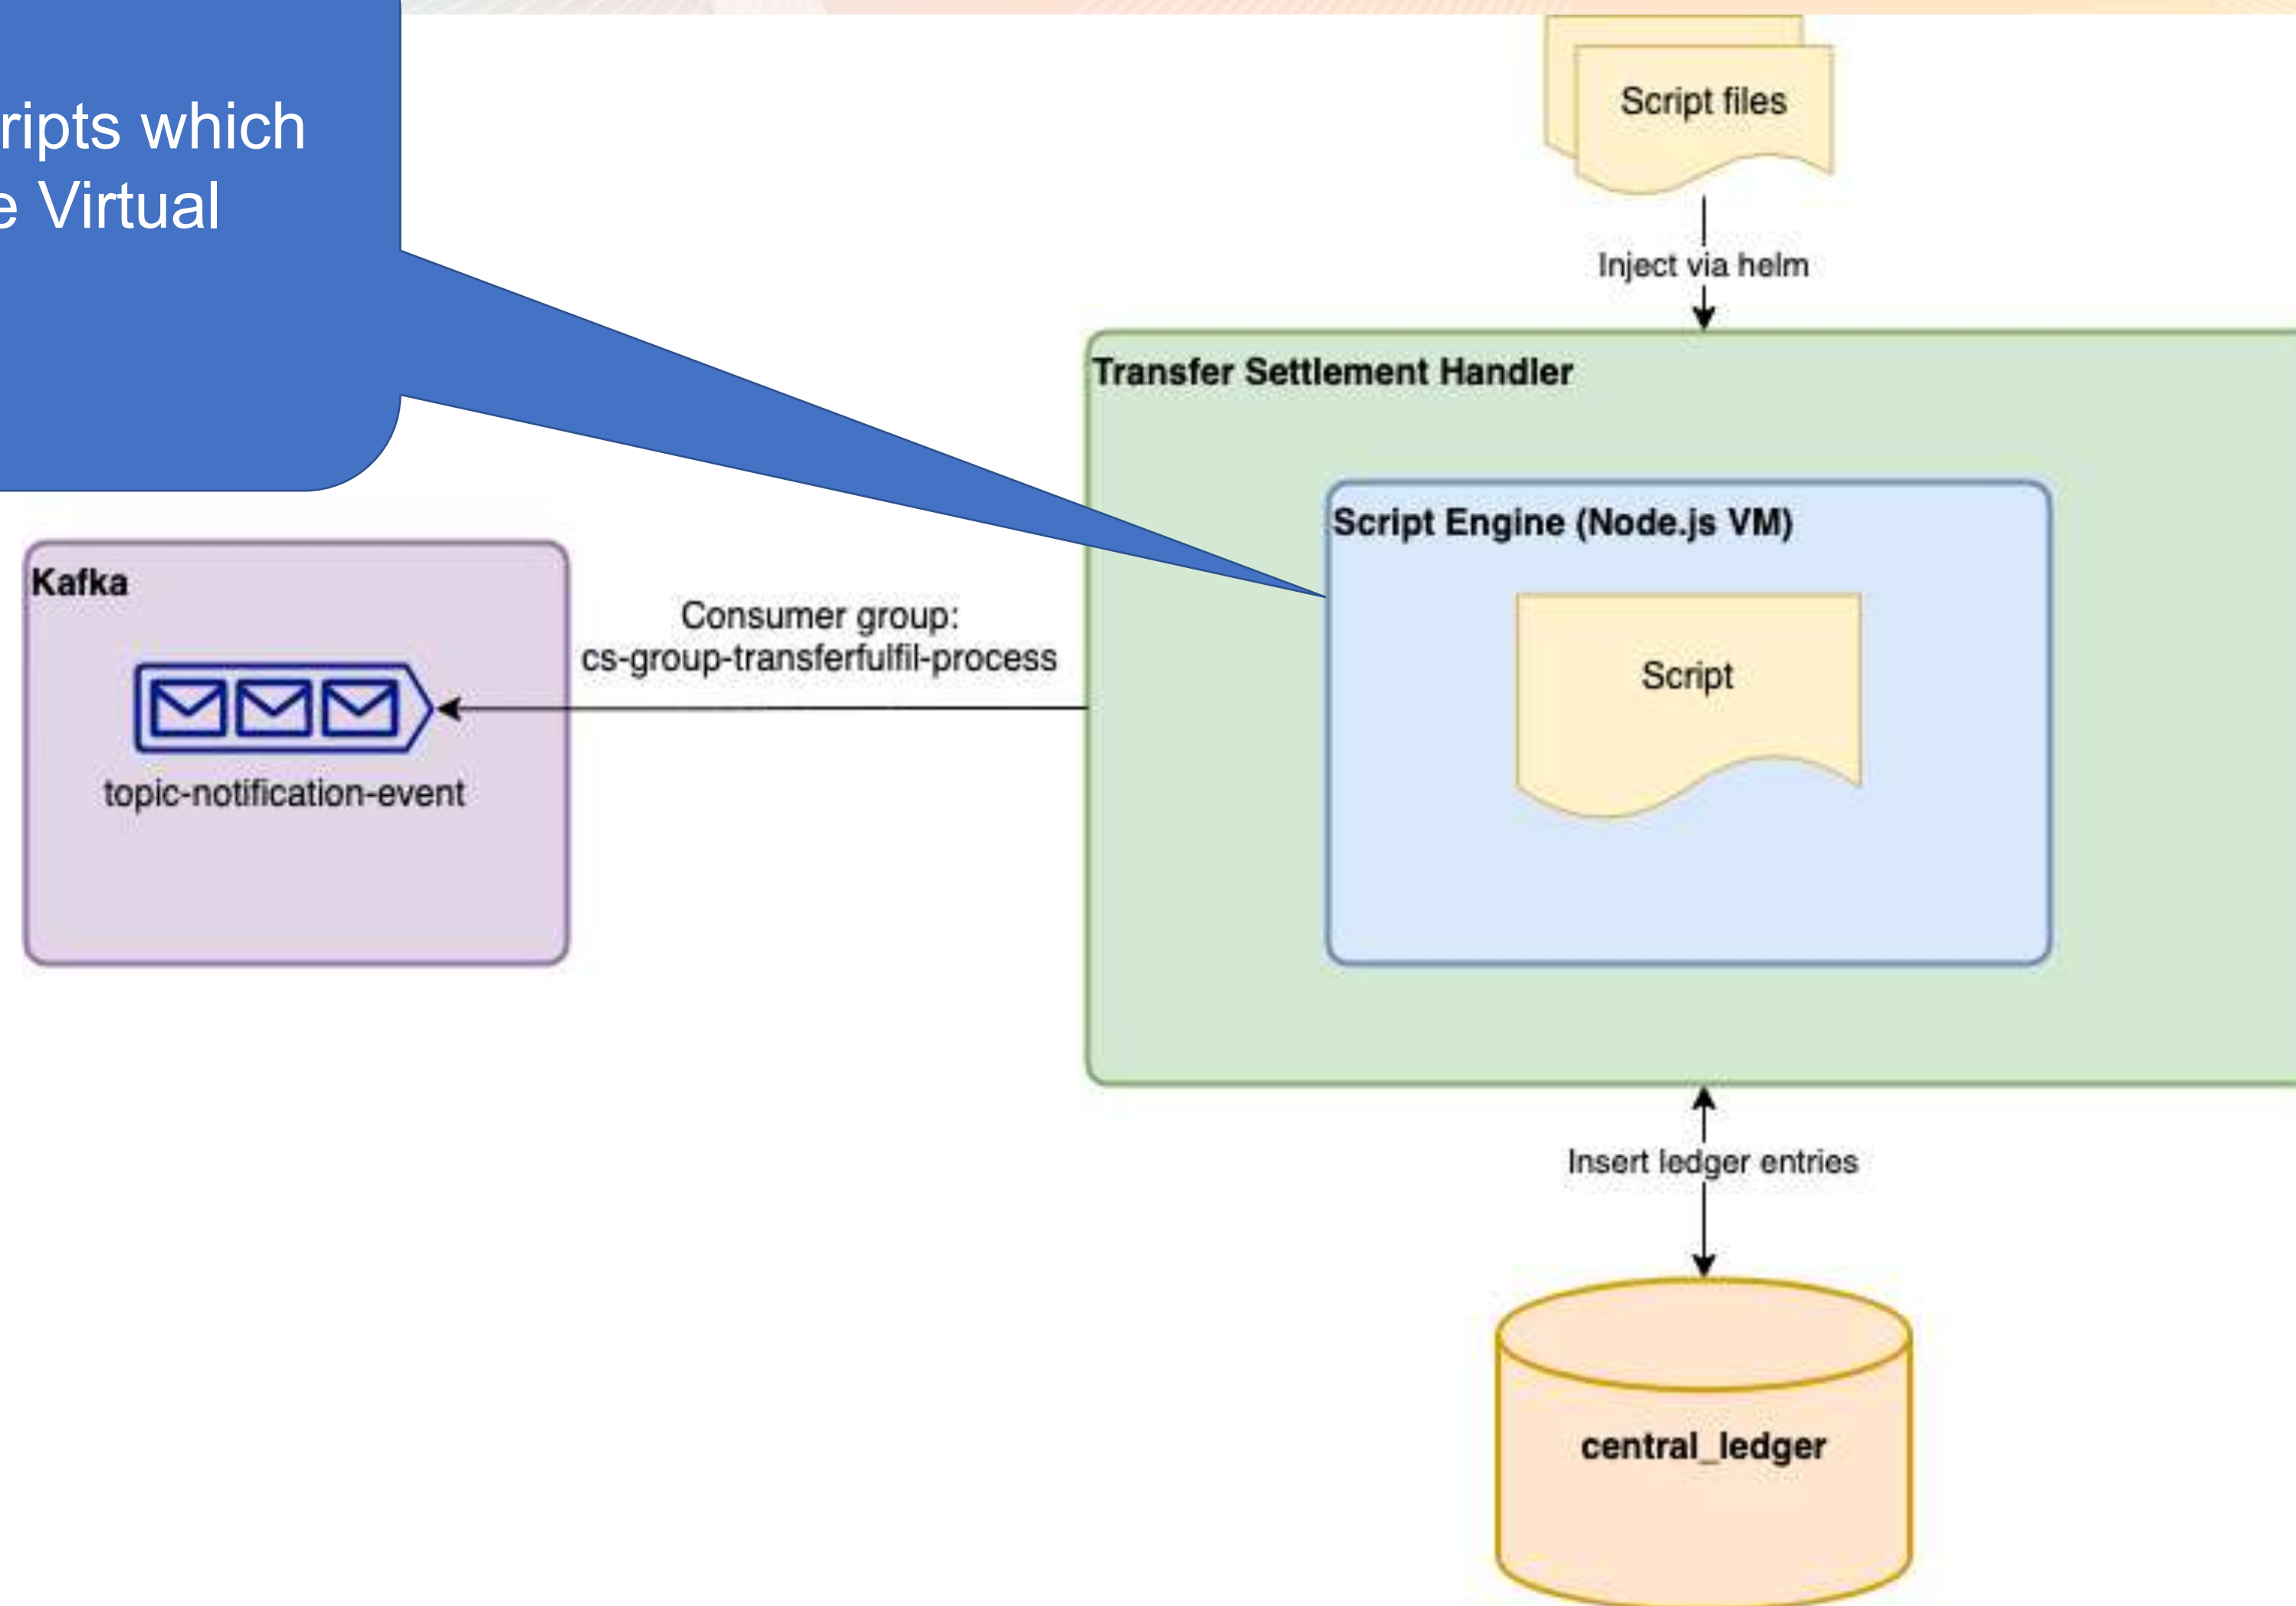 ripts which
e Virtual
Script files
Inject via helm
Transfer Settlement Handler
Script Engine (Node.js VM)
Script
Kafka
Consumer group:
cs-group-transferfulfil-process
topic-notification-event
Insert ledger entries
central_ledger